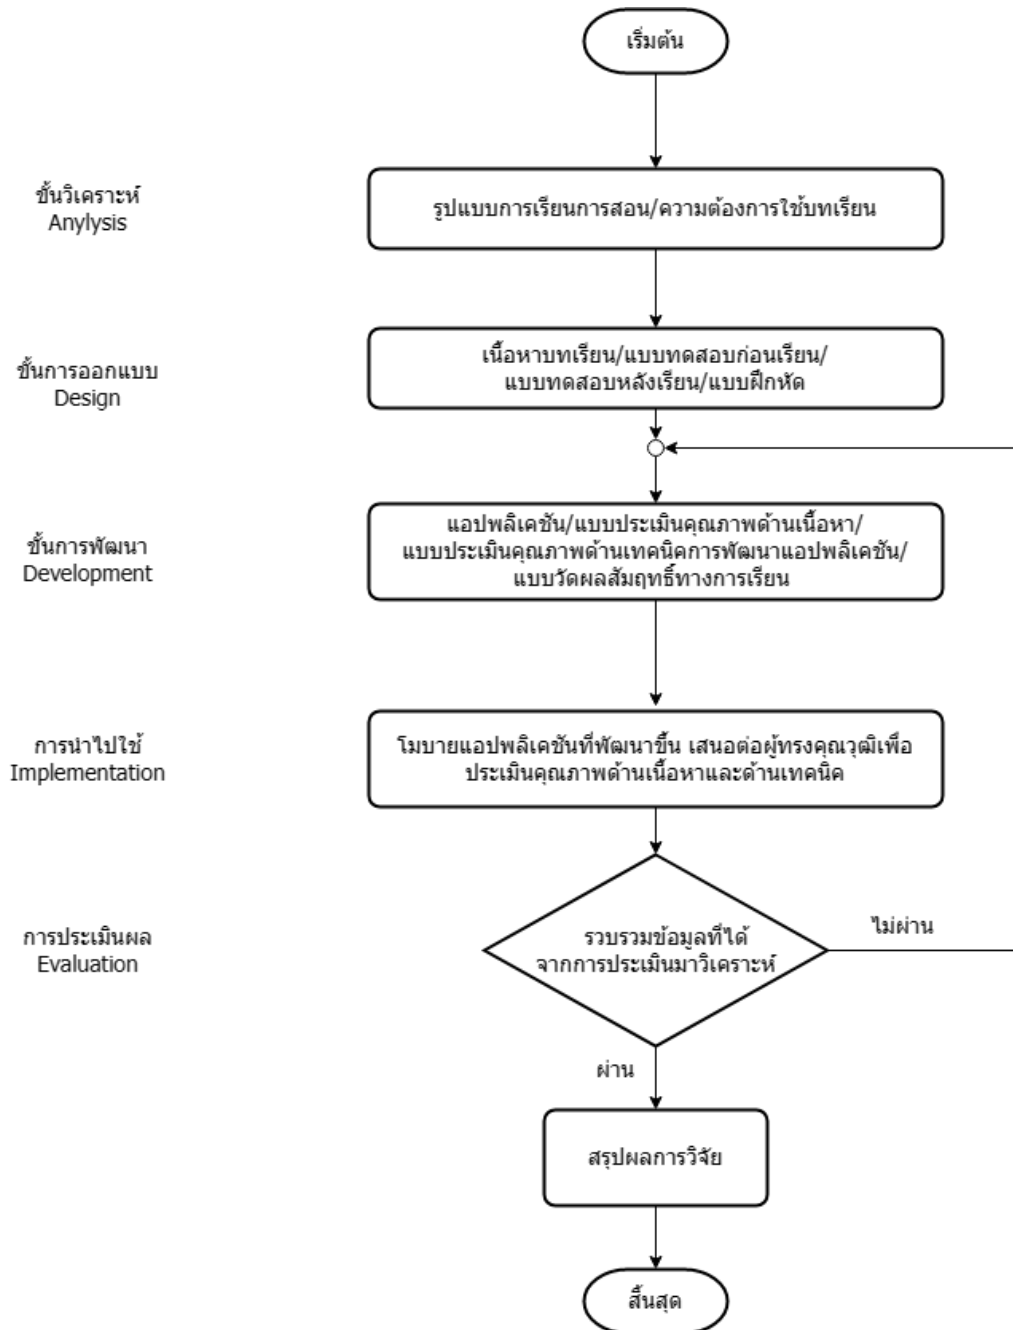 เริ่มต้น
ขั้นวิเคราะห์
Anylysis
รูปแบบการเรียนการสอน/ความต้องการใช้บทเรียน
ขั้นการออกแบบ
Design
เนื้อหาบทเรียน/แบบทดสอบก่อนเรียน/
แบบทดสอบหลังเรียน/แบบฝึกหัด
ขั้นการพัฒนา
Development
แอปพลิเคชัน/แบบประเมินคุณภาพด้านเนื้อหา/
แบบประเมินคุณภาพด้านเทคนิคการพัฒนาแอปพลิเคชัน/
แบบวัดผลสัมฤทธิ์ทางการเรียน
การนำไปใช้
Implementation
โมบายแอปพลิเคชันที่พัฒนาขึ้น เสนอต่อผู้ทรงคุณวุฒิเพื่อ
ประเมินคุณภาพด้านเนื้อหาและด้านเทคนิค
การประเมินผล
Evaluation
รวบรวมข้อมูลที่ได้
จากการประเมินมาวิเคราะห์
ไม่ผ่าน
ผ่าน
สรุปผลการวิจัย
สิ้นสุด